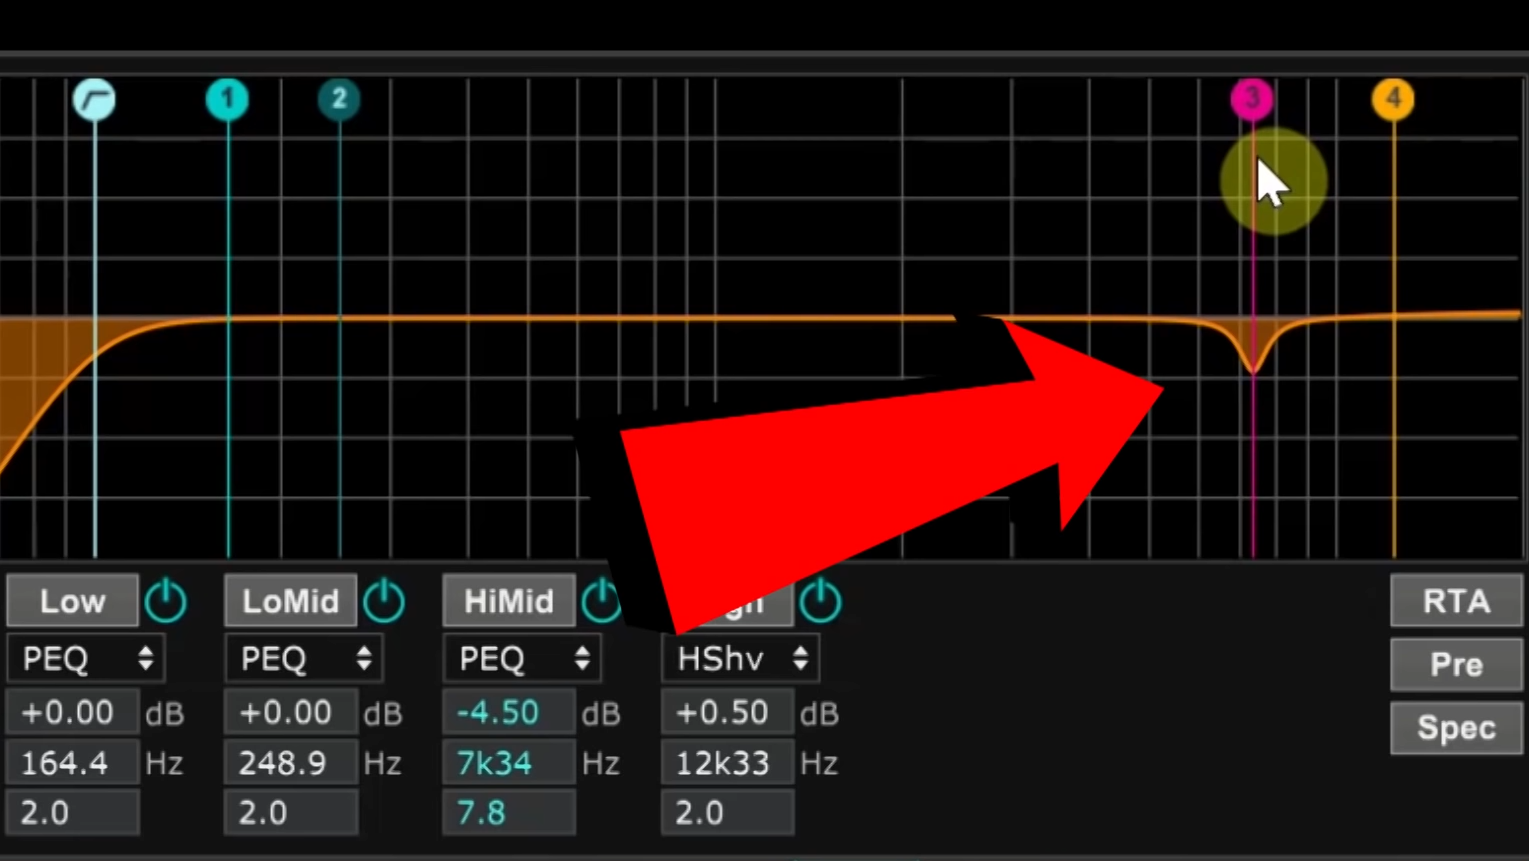 1 2 3 4
Low LoMid HiMid RTA
PEQ PEQ PEQ HShv Pre
+0.00 dB +0.00 dB -4.50 dB +0.50 dB Spec
164.4 Hz 248.9 Hz 7k34 Hz 12k33 Hz
2.0 2.0 7.8 2.0